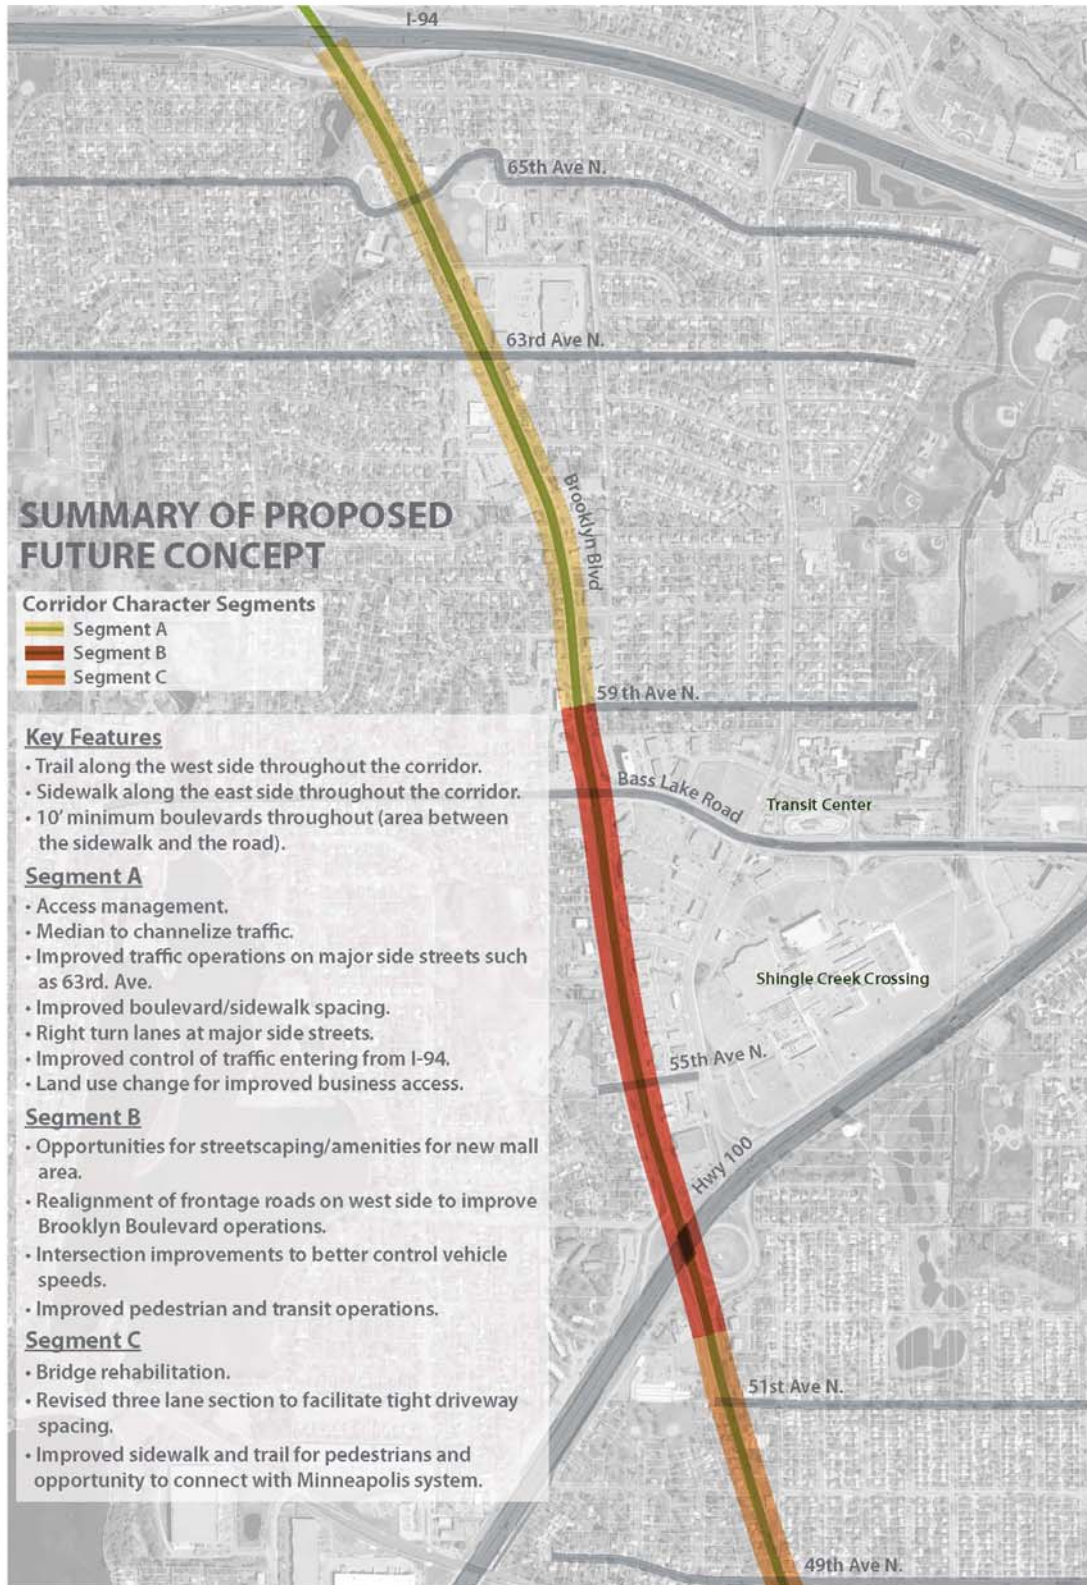 I-94
65th Ave N.
63rd Ave N.
Brooklyn Blvd
SUMMARY OF PROPOSED
FUTURE CONCEPT
Corridor Character Segments
Segment A
Segment B
Segment C
59th Ave N.
Key Features
• Trail along the west side throughout the corridor.
• Sidewalk along the east side throughout the corridor.
• 10' minimum boulevards throughout (area between
the sidewalk and the road).
Segment A
• Access management.
• Median to channelize traffic.
• Improved traffic operations on major side streets such
as 63rd. Ave.
• Improved boulevard/sidewalk spacing.
• Right turn lanes at major side streets.
• Improved control of traffic entering from I-94.
• Land use change for improved business access.
Segment B
• Opportunities for streetscaping/amenities for new mall
area.
• Realignment of frontage roads on west side to improve
Brooklyn Boulevard operations.
• Intersection improvements to better control vehicle
speeds.
• Improved pedestrian and transit operations.
Segment C
• Bridge rehabilitation.
• Revised three lane section to facilitate tight driveway
spacing.
• Improved sidewalk and trail for pedestrians and
opportunity to connect with Minneapolis system.
Bass Lake Road
Transit Center
Shingle Creek Crossing
55th Ave N.
Hwy 100
51st Ave N.
49th Ave N.